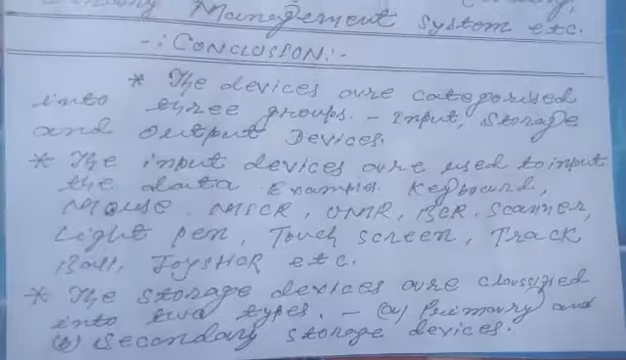 Management System etc.
-: CONCLUSSION :-
* The devices are categorised
into three groups. - Input, Storage
and Output Devices.
* The input devices are used to input
the data Examples Keyboard,
Mouse, MICR, OMR, BCR, Scanner,
Light pen, Touch screen, Track
Ball, Joystick etc.
* The storage devices are classified
into two types. - (a) Primary and
(b) Secondary storage devices.